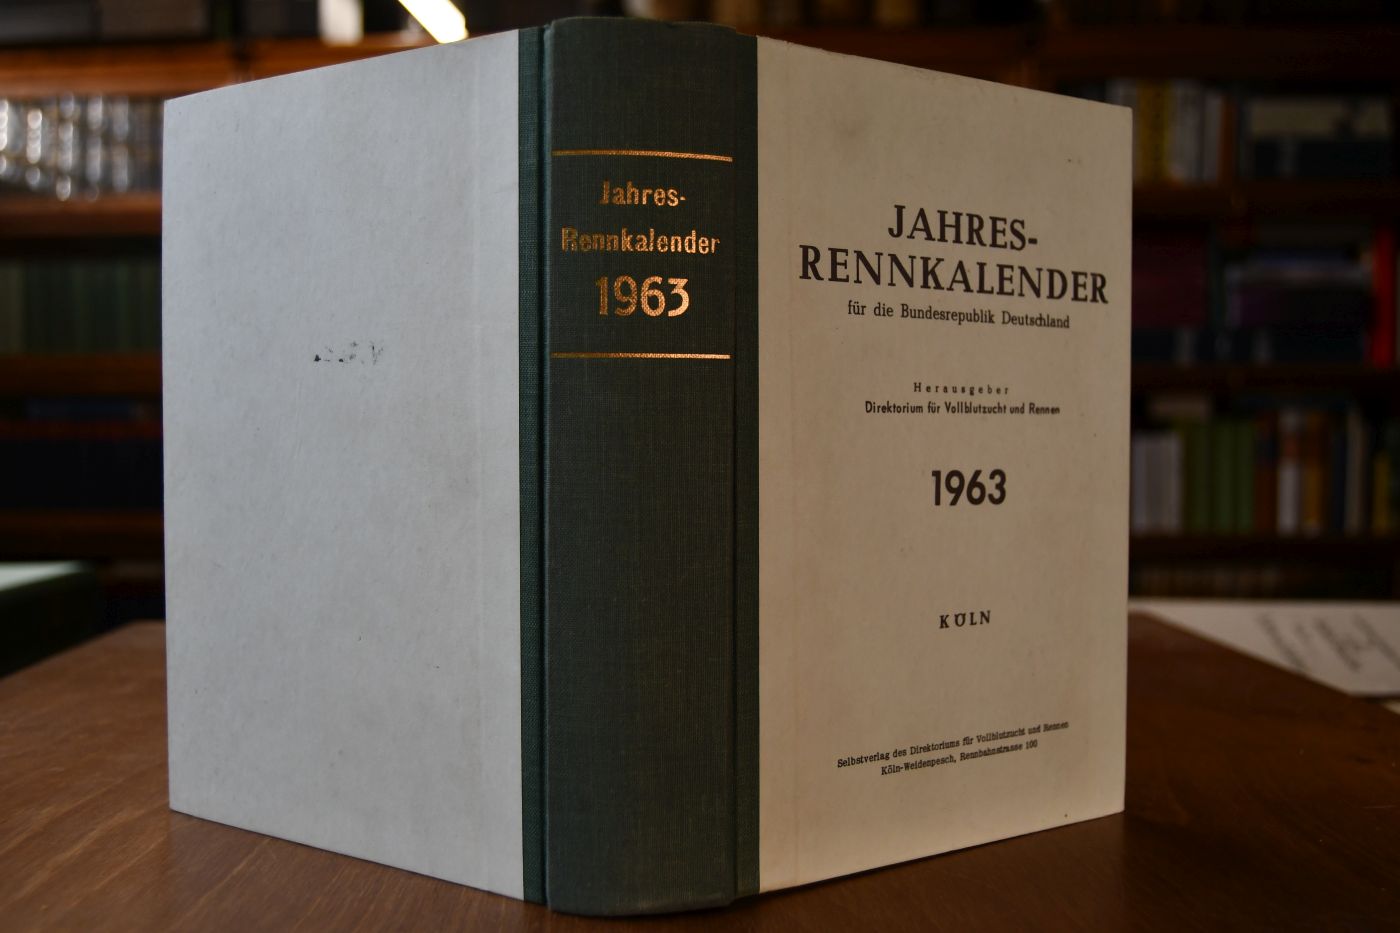 Jahres-
Rennkalender
1963
JAHRES-
RENNKALENDER
für die Bundesrepublik Deutschland
Herausgeber
Direktorium für Vollblutzucht und Rennen
1963
KÖLN
Selbstverlag des Direktoriums für Vollblutzucht und Rennen
Köln-Weidenpesch, Rennbahnstrasse 100